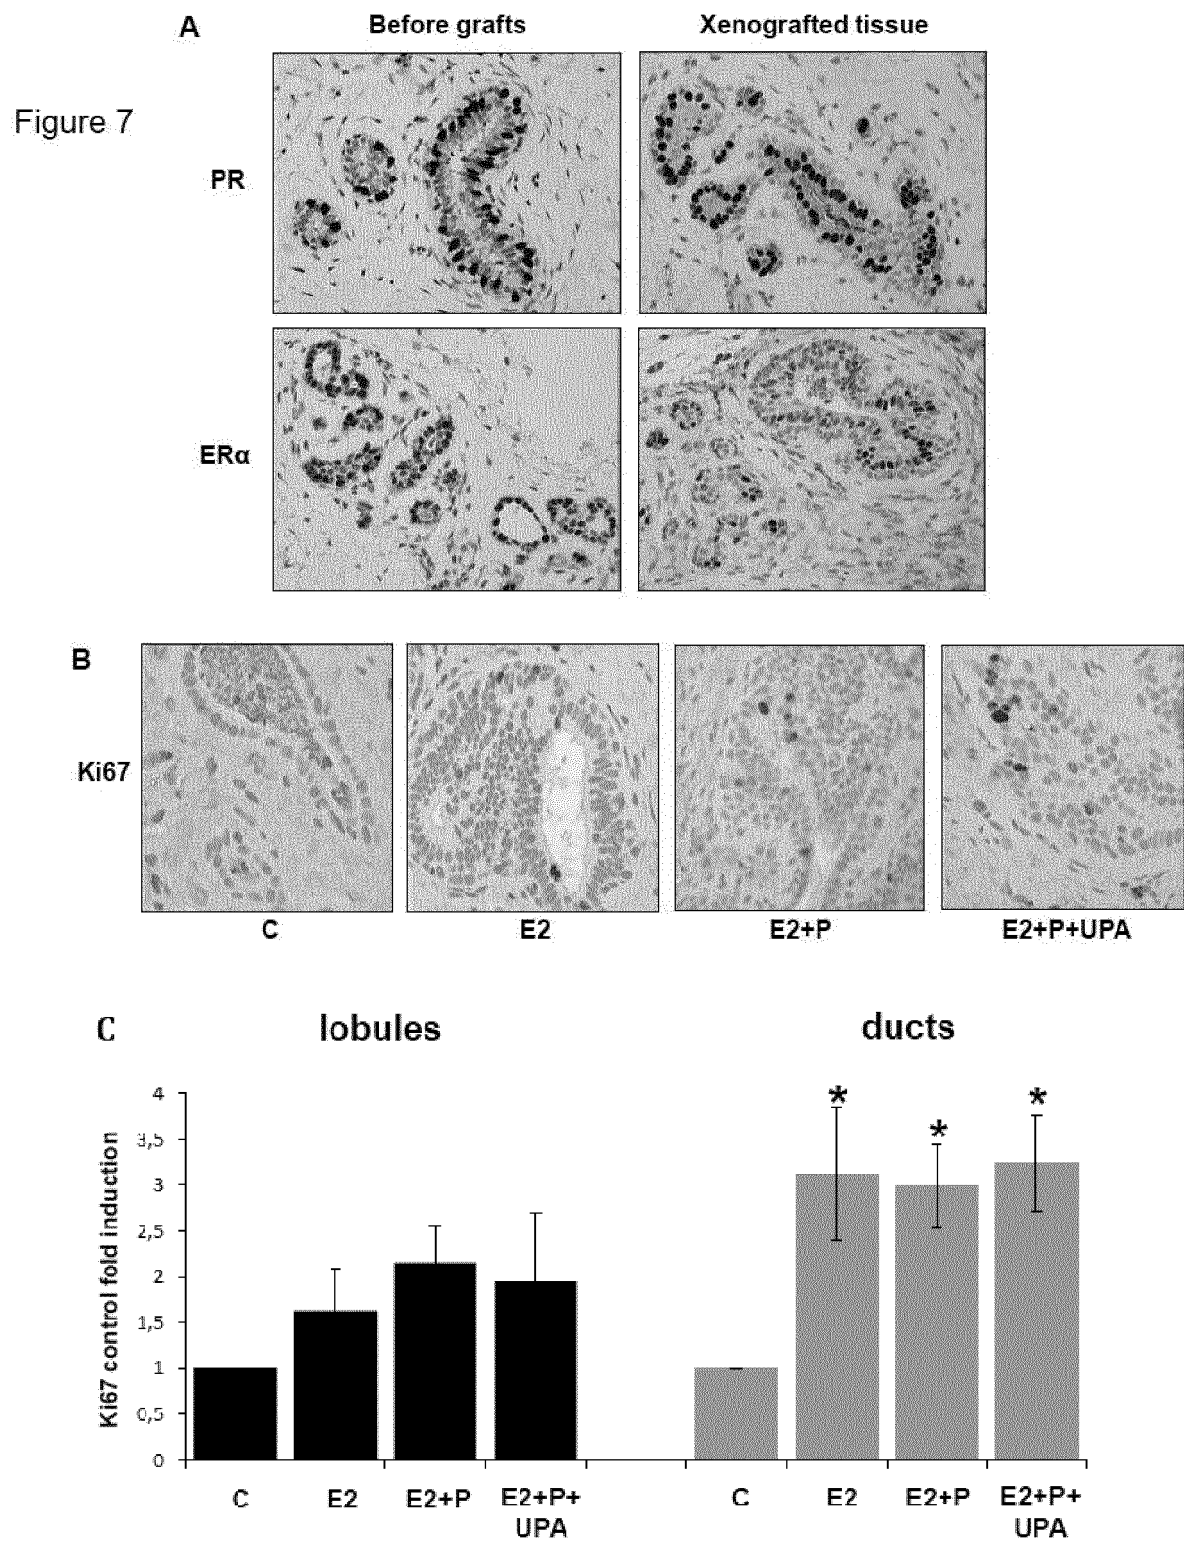 A
Before grafts
Xenografted tissue
Figure 7
PR
ERα
B
Ki67
C
E2
E2+P
E2+P+UPA
C
lobules
ducts
Ki67 control fold induction
4
3,5
3
2,5
2
1,5
1
0,5
0
*
*
*
C
E2
E2+P
E2+P+
UPA
C
E2
E2+P
E2+P+
UPA